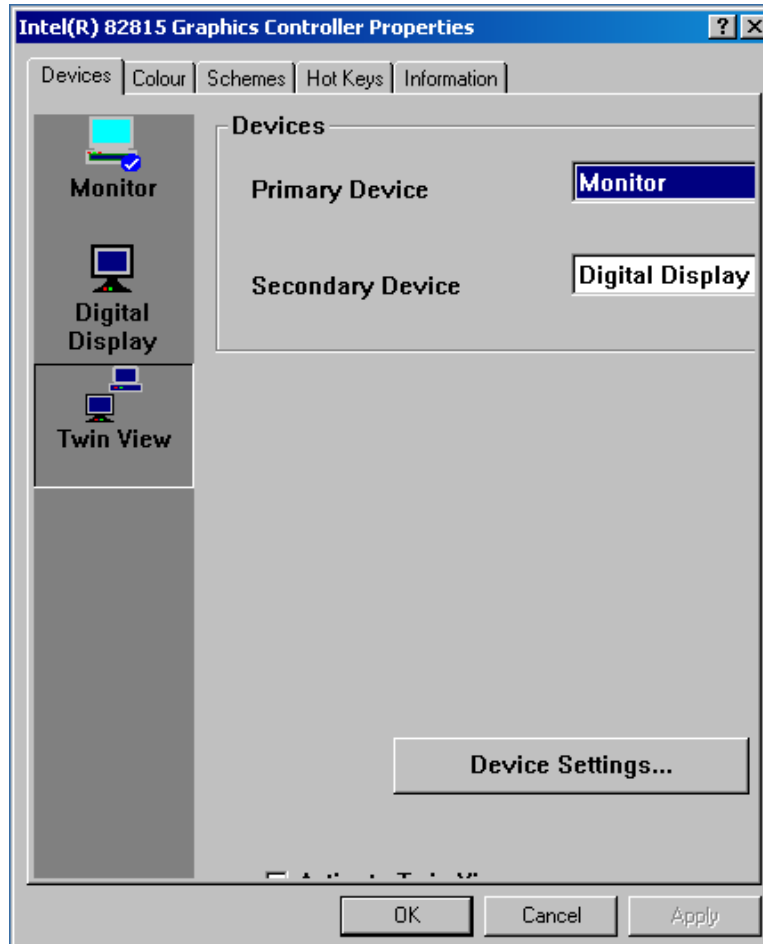 Intel(R) 82815 Graphics Controller Properties
Devices Colour Schemes Hot Keys Information
Devices
Monitor
Primary Device Monitor
Digital
Display
Secondary Device Digital Display
Twin View
Device Settings...
OK Cancel Apply